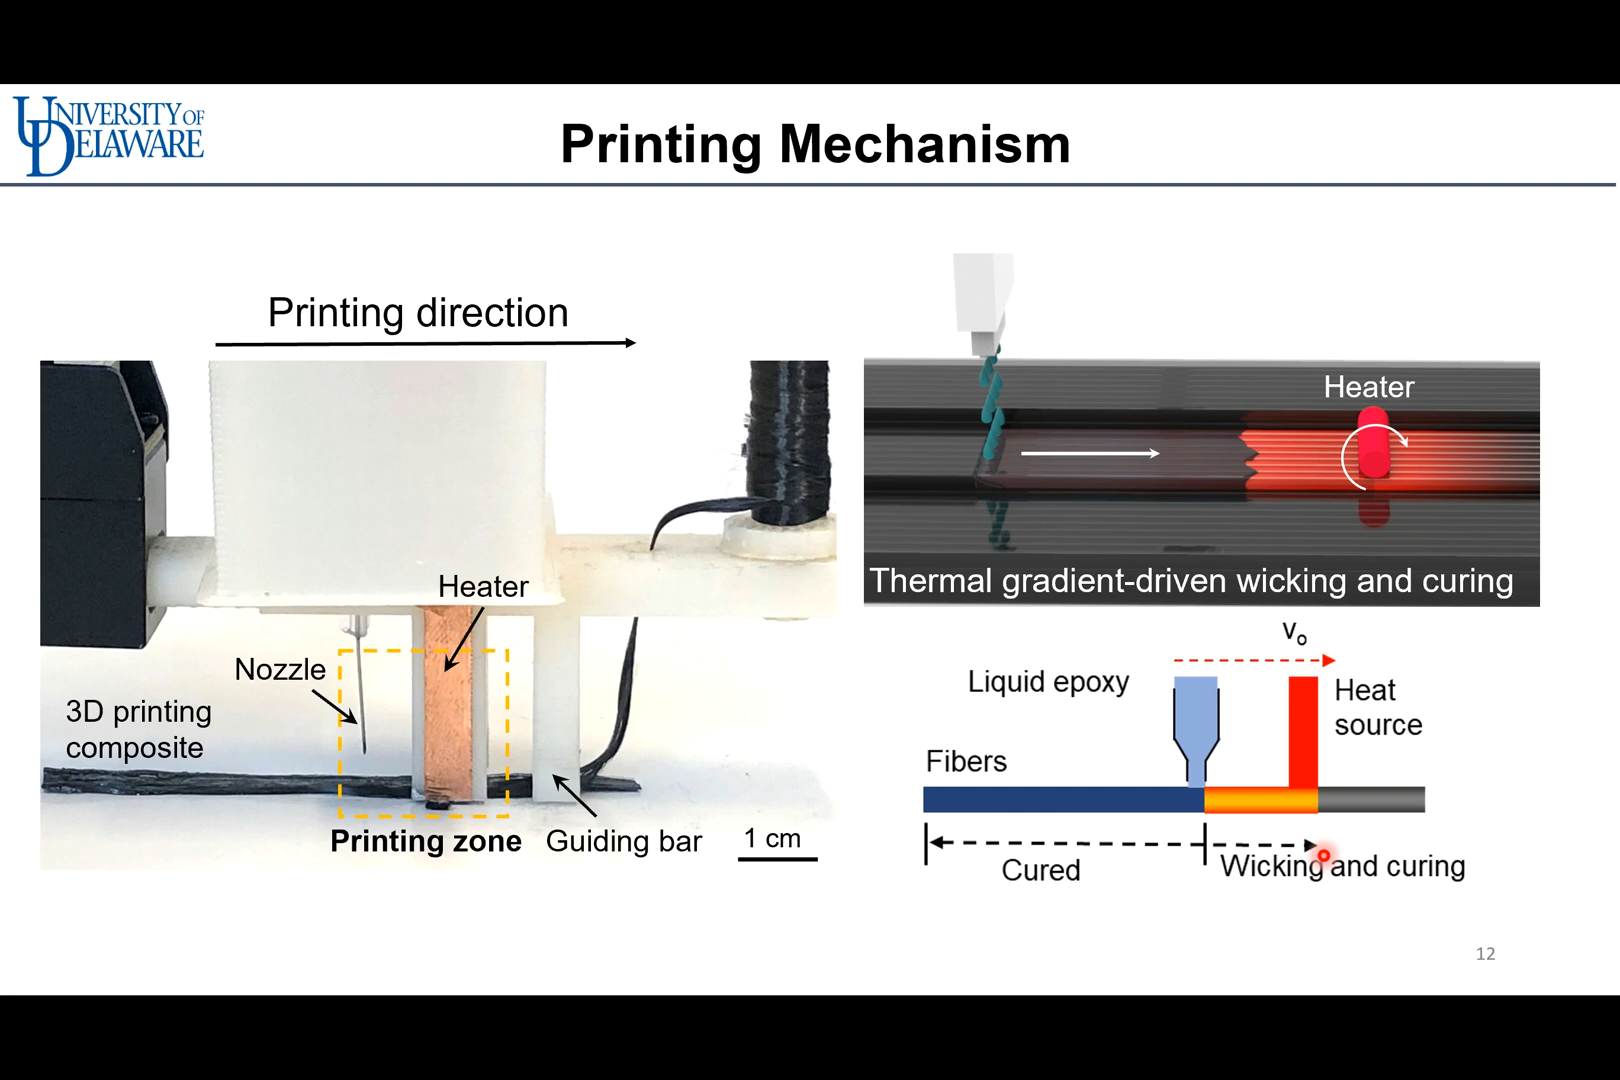 UNIVERSITY OF
DELAWARE
Printing Mechanism
Printing direction
Heater
Nozzle
3D printing
composite
Printing zone
Guiding bar
1 cm
Heater
Thermal gradient-driven wicking and curing
vo
Liquid epoxy
Heat
source
Fibers
Cured
Wicking and curing
12